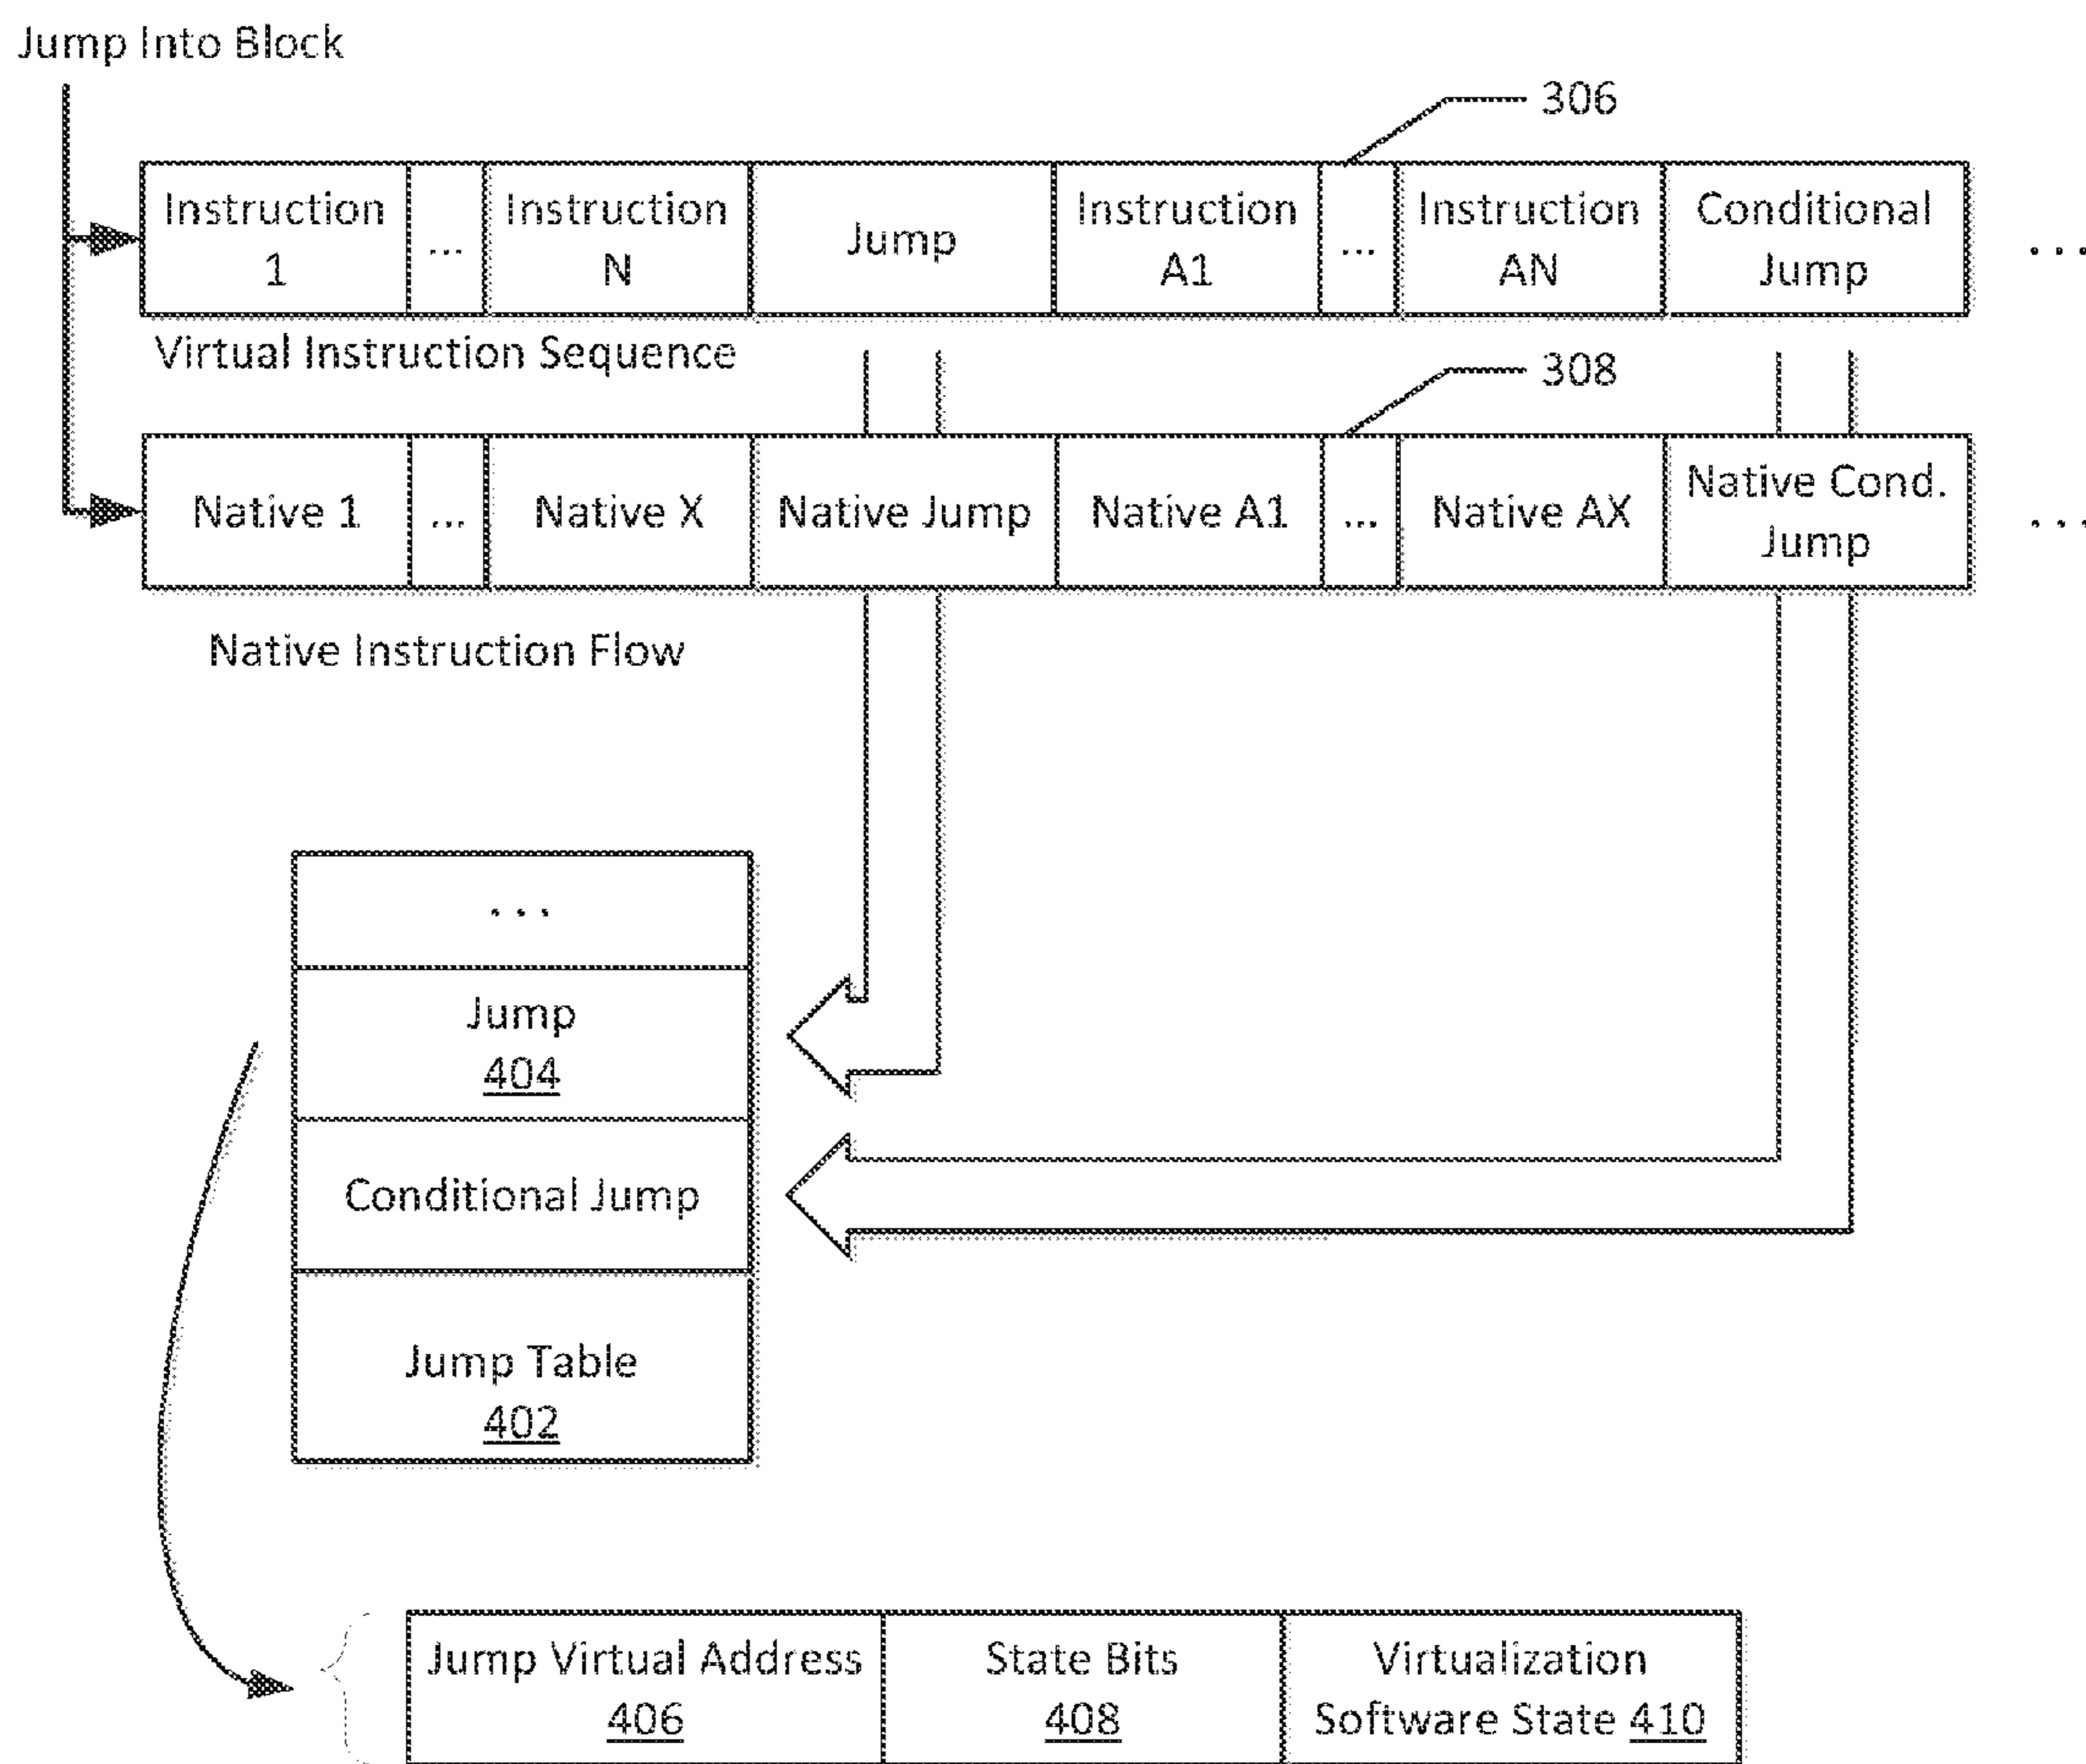 Jump Into Block
306
Instruction 1 ... Instruction N Jump Instruction A1 ... Instruction AN Conditional Jump ...
Virtual Instruction Sequence
308
Native 1 ... Native X Native Jump Native A1 ... Native AX Native Cond. Jump ...
Native Instruction Flow
...
Jump
404
Conditional Jump
Jump Table
402
Jump Virtual Address
406
State Bits
408
Virtualization
Software State 410